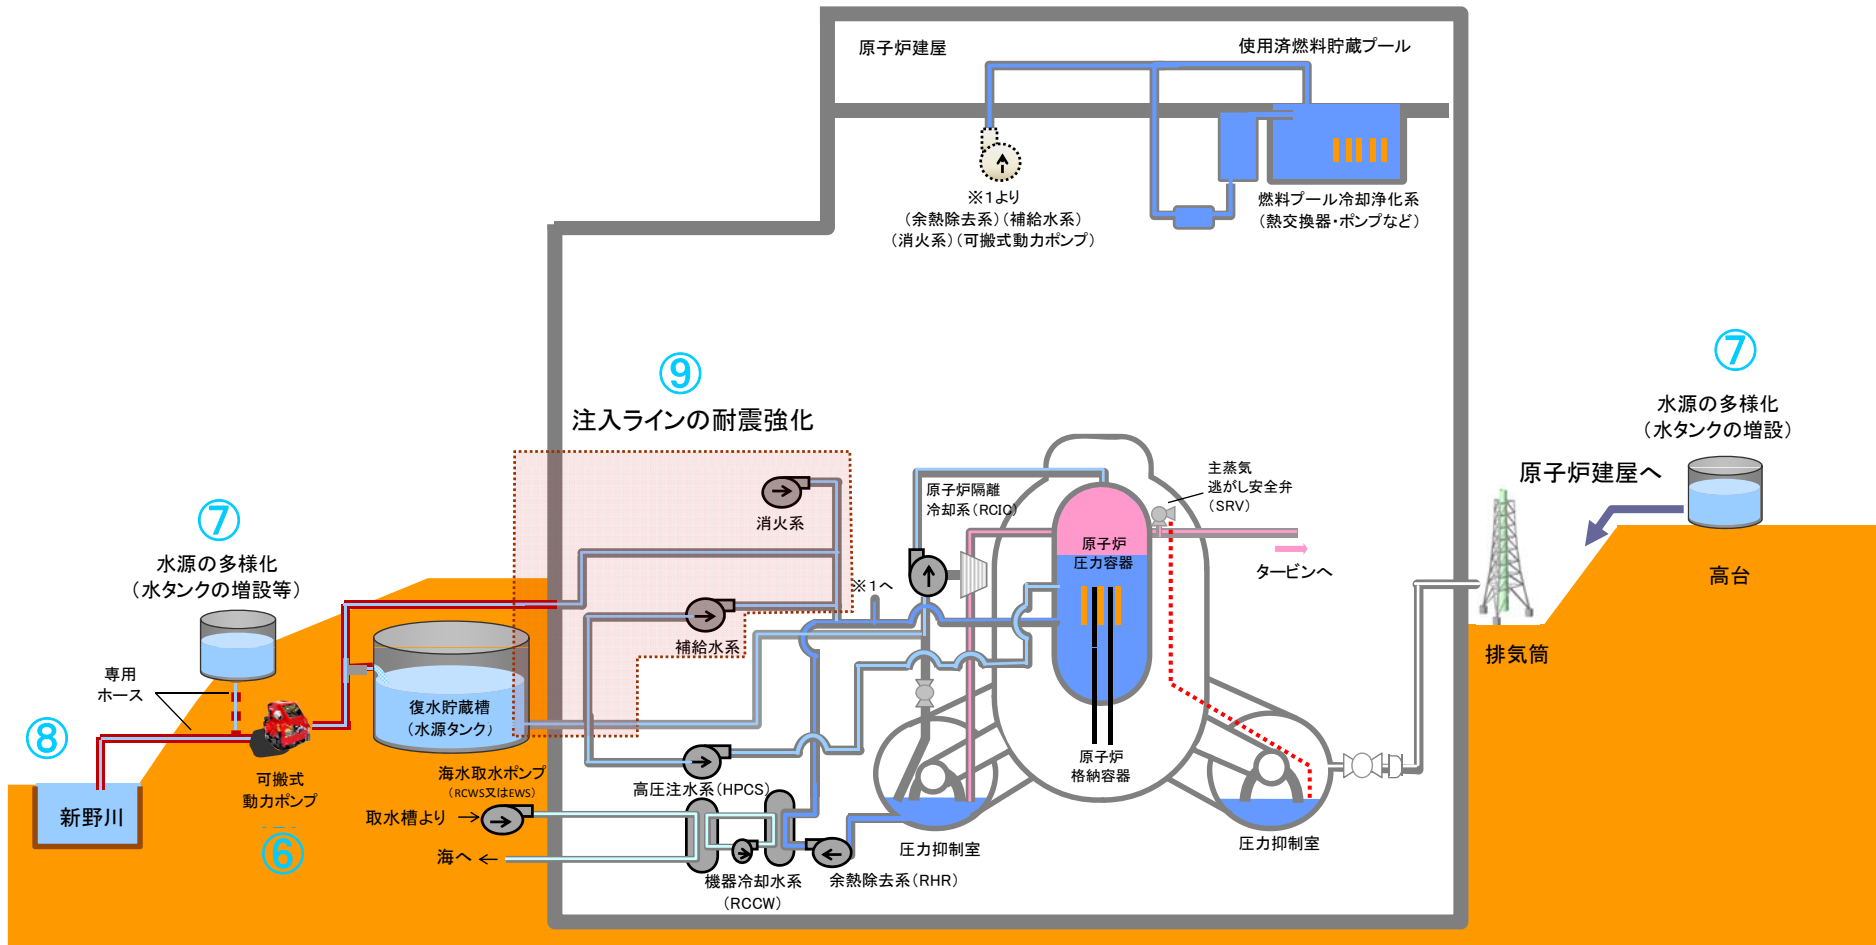 原子炉建屋
使用済燃料貯蔵プール
※1より
(余熱除去系)(補給水系)
(消火系)(可搬式動力ポンプ)
燃料プール冷却浄化系
(熱交換器・ポンプなど)
⑨
注入ラインの耐震強化
⑦
水源の多様化
(水タンクの増設)
原子炉建屋へ
高台
排気筒
主蒸気
逃がし安全弁
(SRV)
原子炉隔離
冷却系(RCIC)
消火系
原子炉
圧力容器
タービンへ
※1へ
補給水系
⑦
水源の多様化
(水タンクの増設等)
専用
ホース
復水貯蔵槽
(水源タンク)
⑧
新野川
可搬式
動力ポンプ
⑥
海水取水ポンプ
(RCWS又はEWS)
取水槽より →
海へ ←
高圧注水系(HPCS)
原子炉
格納容器
機器冷却水系
(RCCW)
余熱除去系(RHR)
圧力抑制室
圧力抑制室